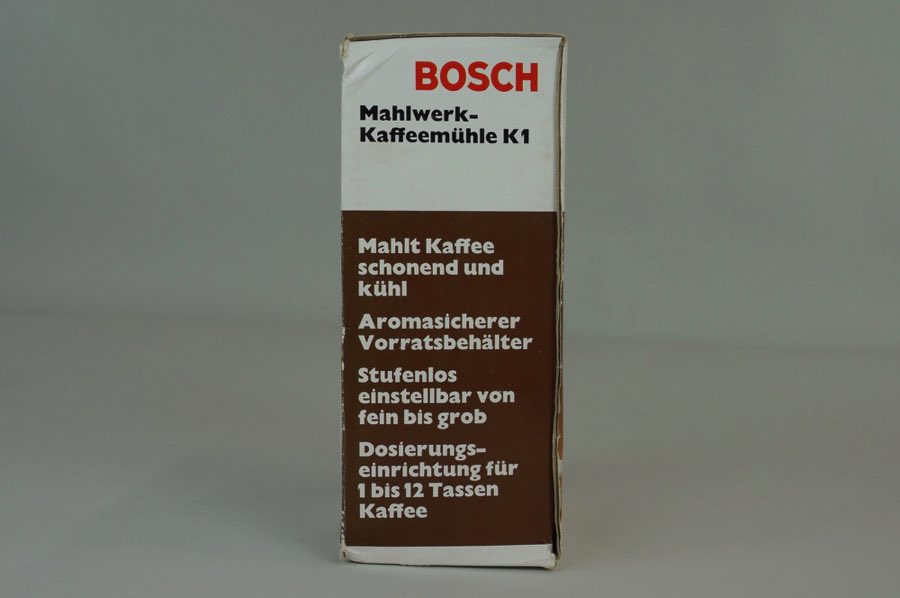 BOSCH
Mahlwerk-
Kaffeemühle K1
Mahlt Kaffee
schonend und
kühl
Aromasicherer
Vorratsbehälter
Stufenlos
einstellbar von
fein bis grob
Dosierungs-
einrichtung für
1 bis 12 Tassen
Kaffee